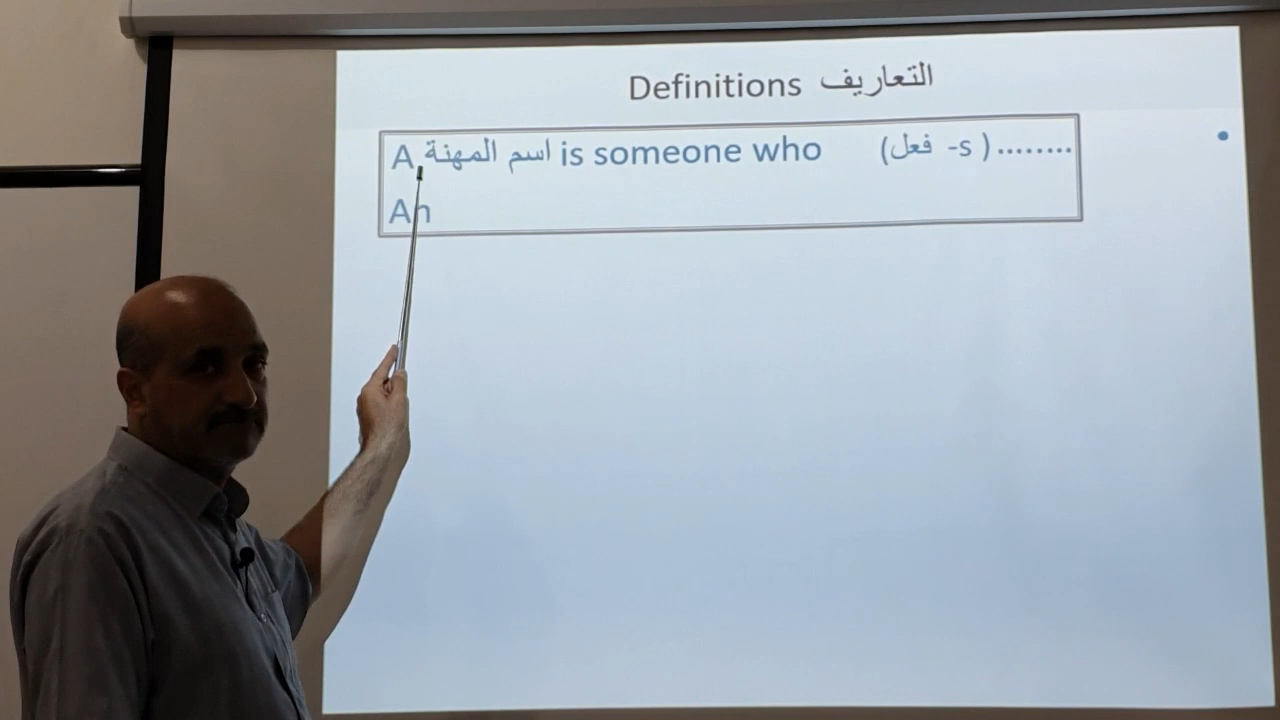 Definitions التعاريف
A اسم المهنة is someone who (فعل -s ) ........
An